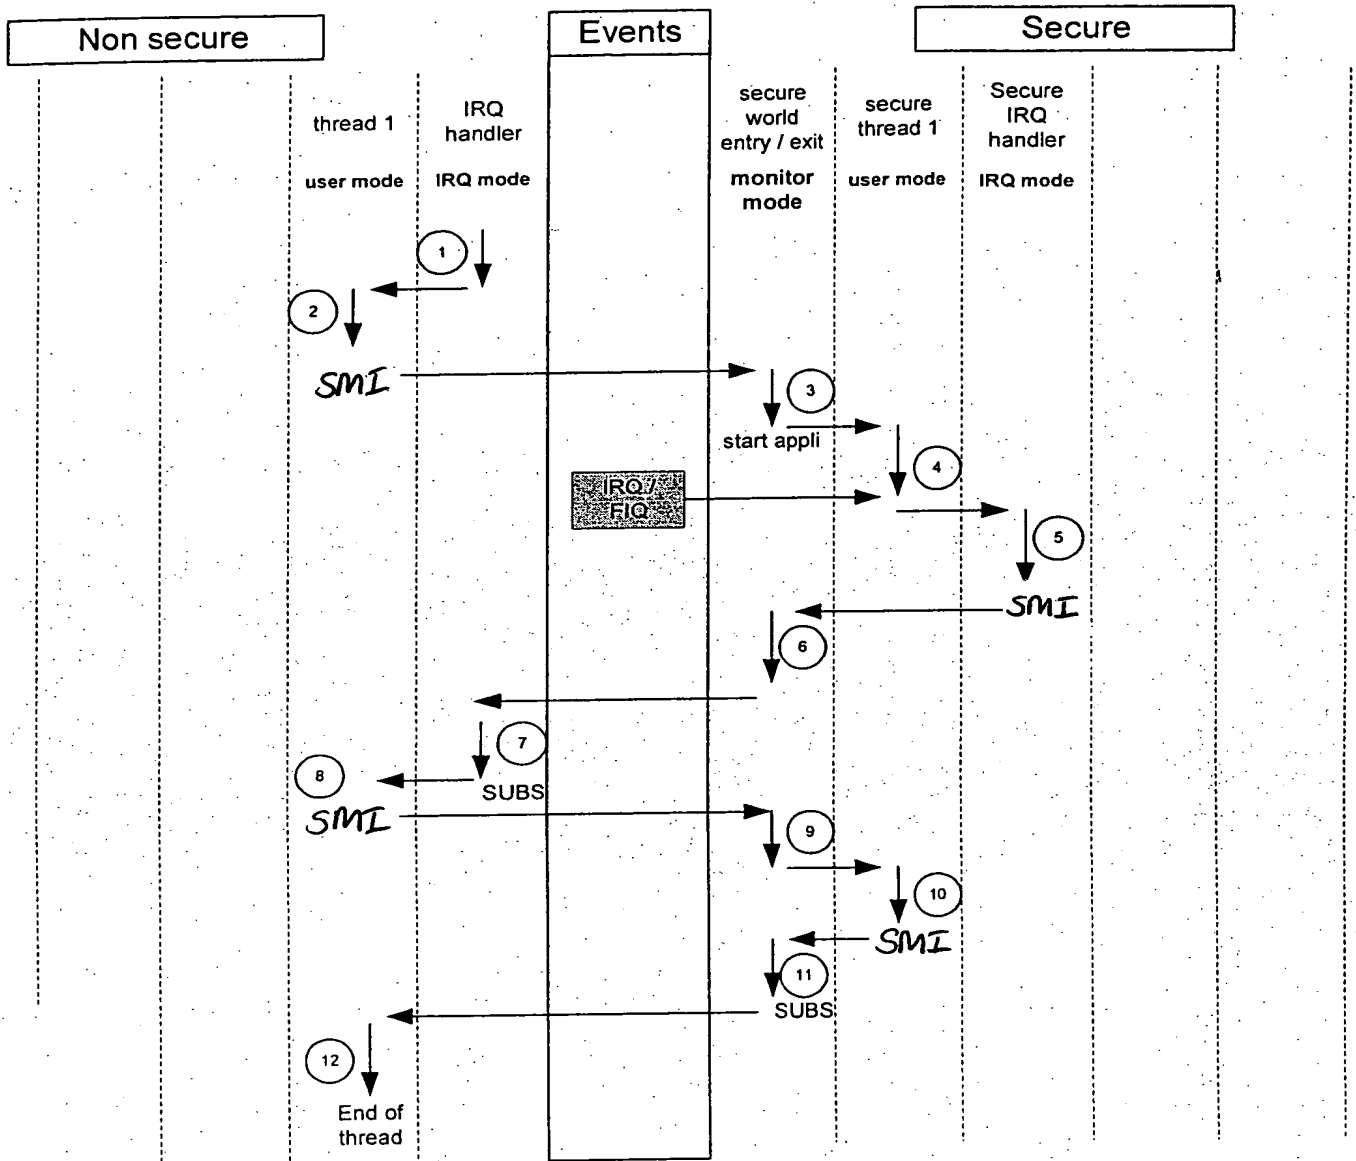 Non secure
Events
Secure
thread 1
user mode
IRQ
handler
IRQ mode
secure
world
entry / exit
monitor
mode
secure
thread 1
user mode
Secure
IRQ
handler
IRQ mode
1
2
SMI
3
start appli
4
IRQ /
FIQ
5
SMI
6
7
8
SUBS
SMI
9
10
SMI
11
SUBS
12
End of
thread